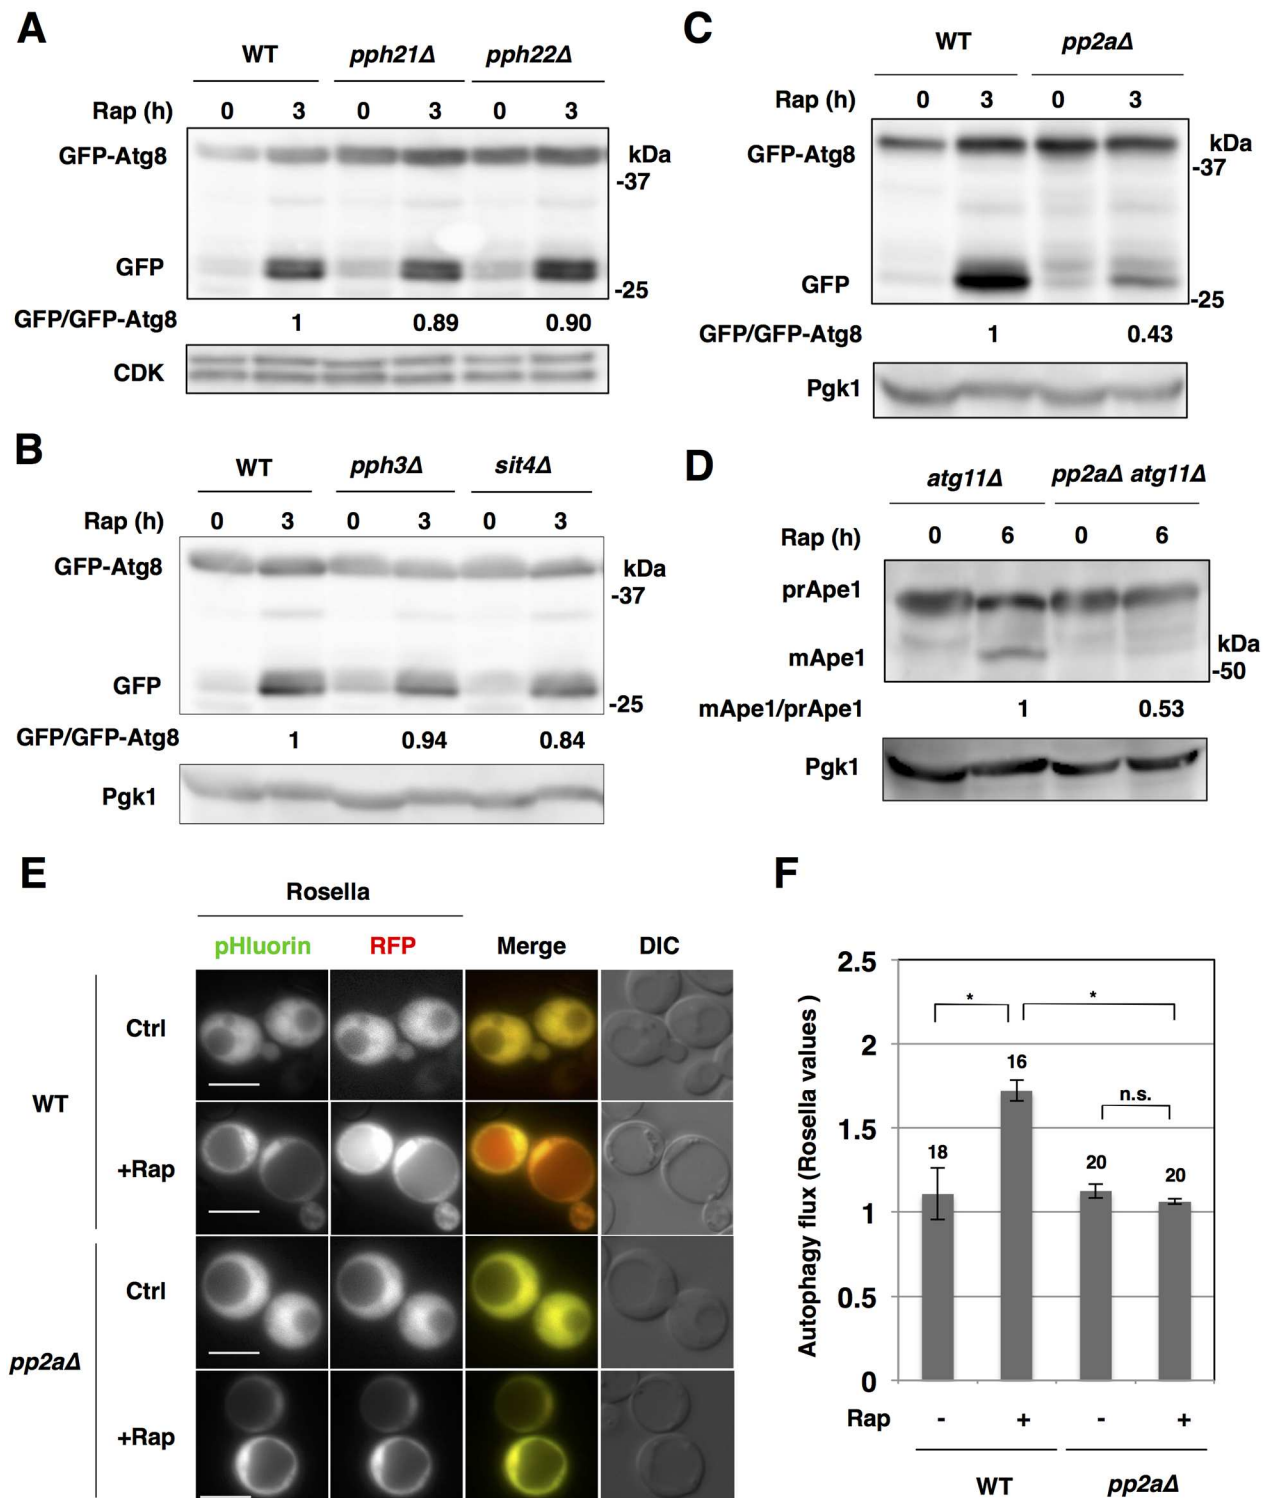 A
WT pph21Δ pph22Δ
Rap (h) 0 3 0 3 0 3
GFP-Atg8
kDa
-37
GFP
-25
GFP/GFP-Atg8 1 0.89 0.90
CDK
B
WT pph3Δ sit4Δ
Rap (h) 0 3 0 3 0 3
GFP-Atg8
kDa
-37
GFP
-25
GFP/GFP-Atg8 1 0.94 0.84
Pgk1
C
WT pp2aΔ
Rap (h) 0 3 0 3
GFP-Atg8
kDa
-37
GFP
-25
GFP/GFP-Atg8 1 0.43
Pgk1
D
atg11Δ pp2aΔ atg11Δ
Rap (h) 0 6 0 6
prApe1
mApe1
kDa
-50
mApe1/prApe1 1 0.53
Pgk1
E
Rosella
pHluorin RFP Merge DIC
WT
Ctrl
+Rap
pp2aΔ
Ctrl
+Rap
F
Autophagy flux (Rosella values )
2.5
2
1.5
1
0.5
0
* *
n.s.
18 16 20 20
Rap - + - +
WT pp2aΔ